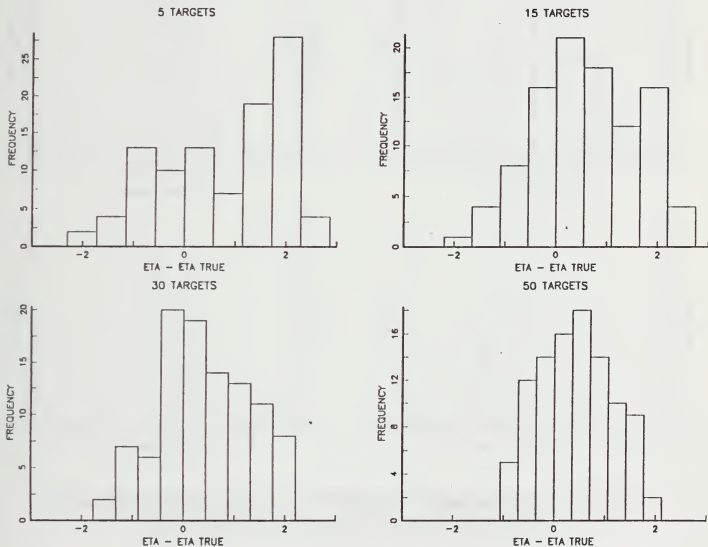 5 TARGETS
FREQUENCY
0 5 10 15 20 25
-2 0 2
ETA - ETA TRUE
15 TARGETS
FREQUENCY
0 5 10 15 20
-2 0 2
ETA - ETA TRUE
30 TARGETS
FREQUENCY
0 5 10 15 20
-2 0 2
ETA - ETA TRUE
50 TARGETS
FREQUENCY
0 4 8 12 16
-2 0 2
ETA - ETA TRUE